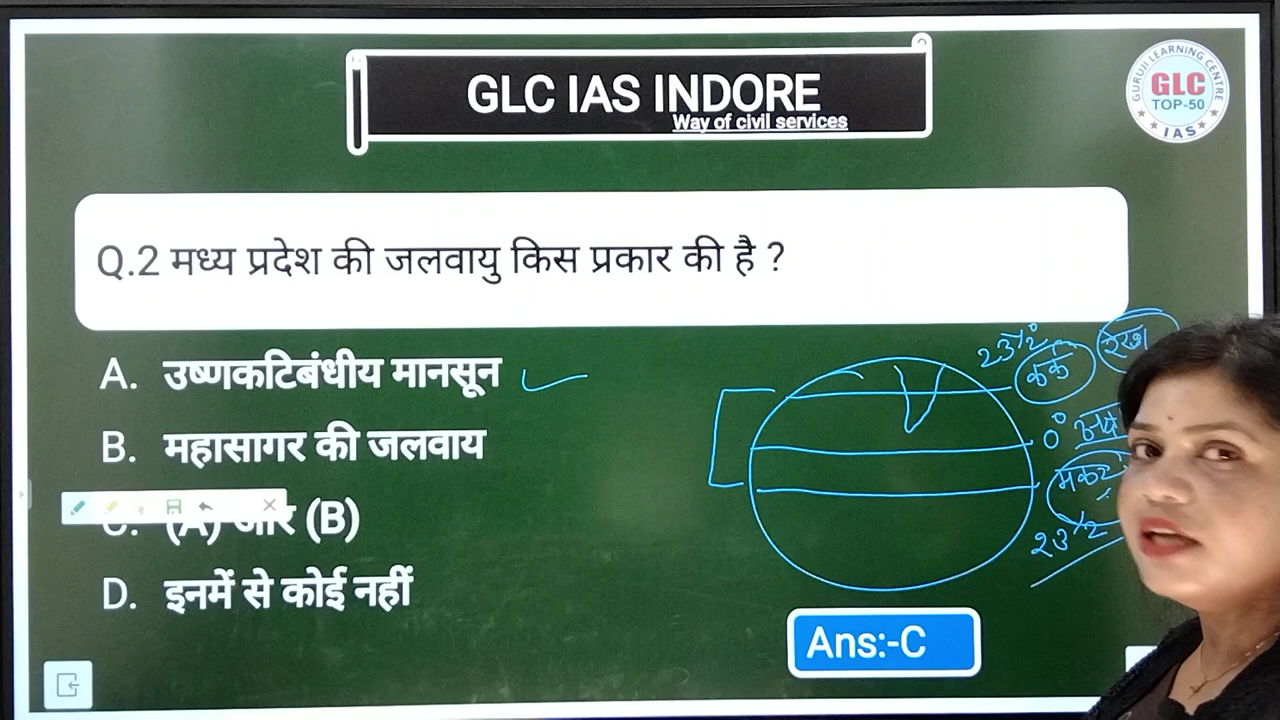 GLC IAS INDORE
Way of civil services
GURUJI LEARNING CENTRE
GLC
TOP-50
IAS
Q.2 मध्य प्रदेश की जलवायु किस प्रकार की है ?
A. उष्णकटिबंधीय मानसून
B. महासागर की जलवाय
C. (A) और (B)
D. इनमें से कोई नहीं
23½°
कर्क
रेखा
0°
मकर
23½
Ans:-C